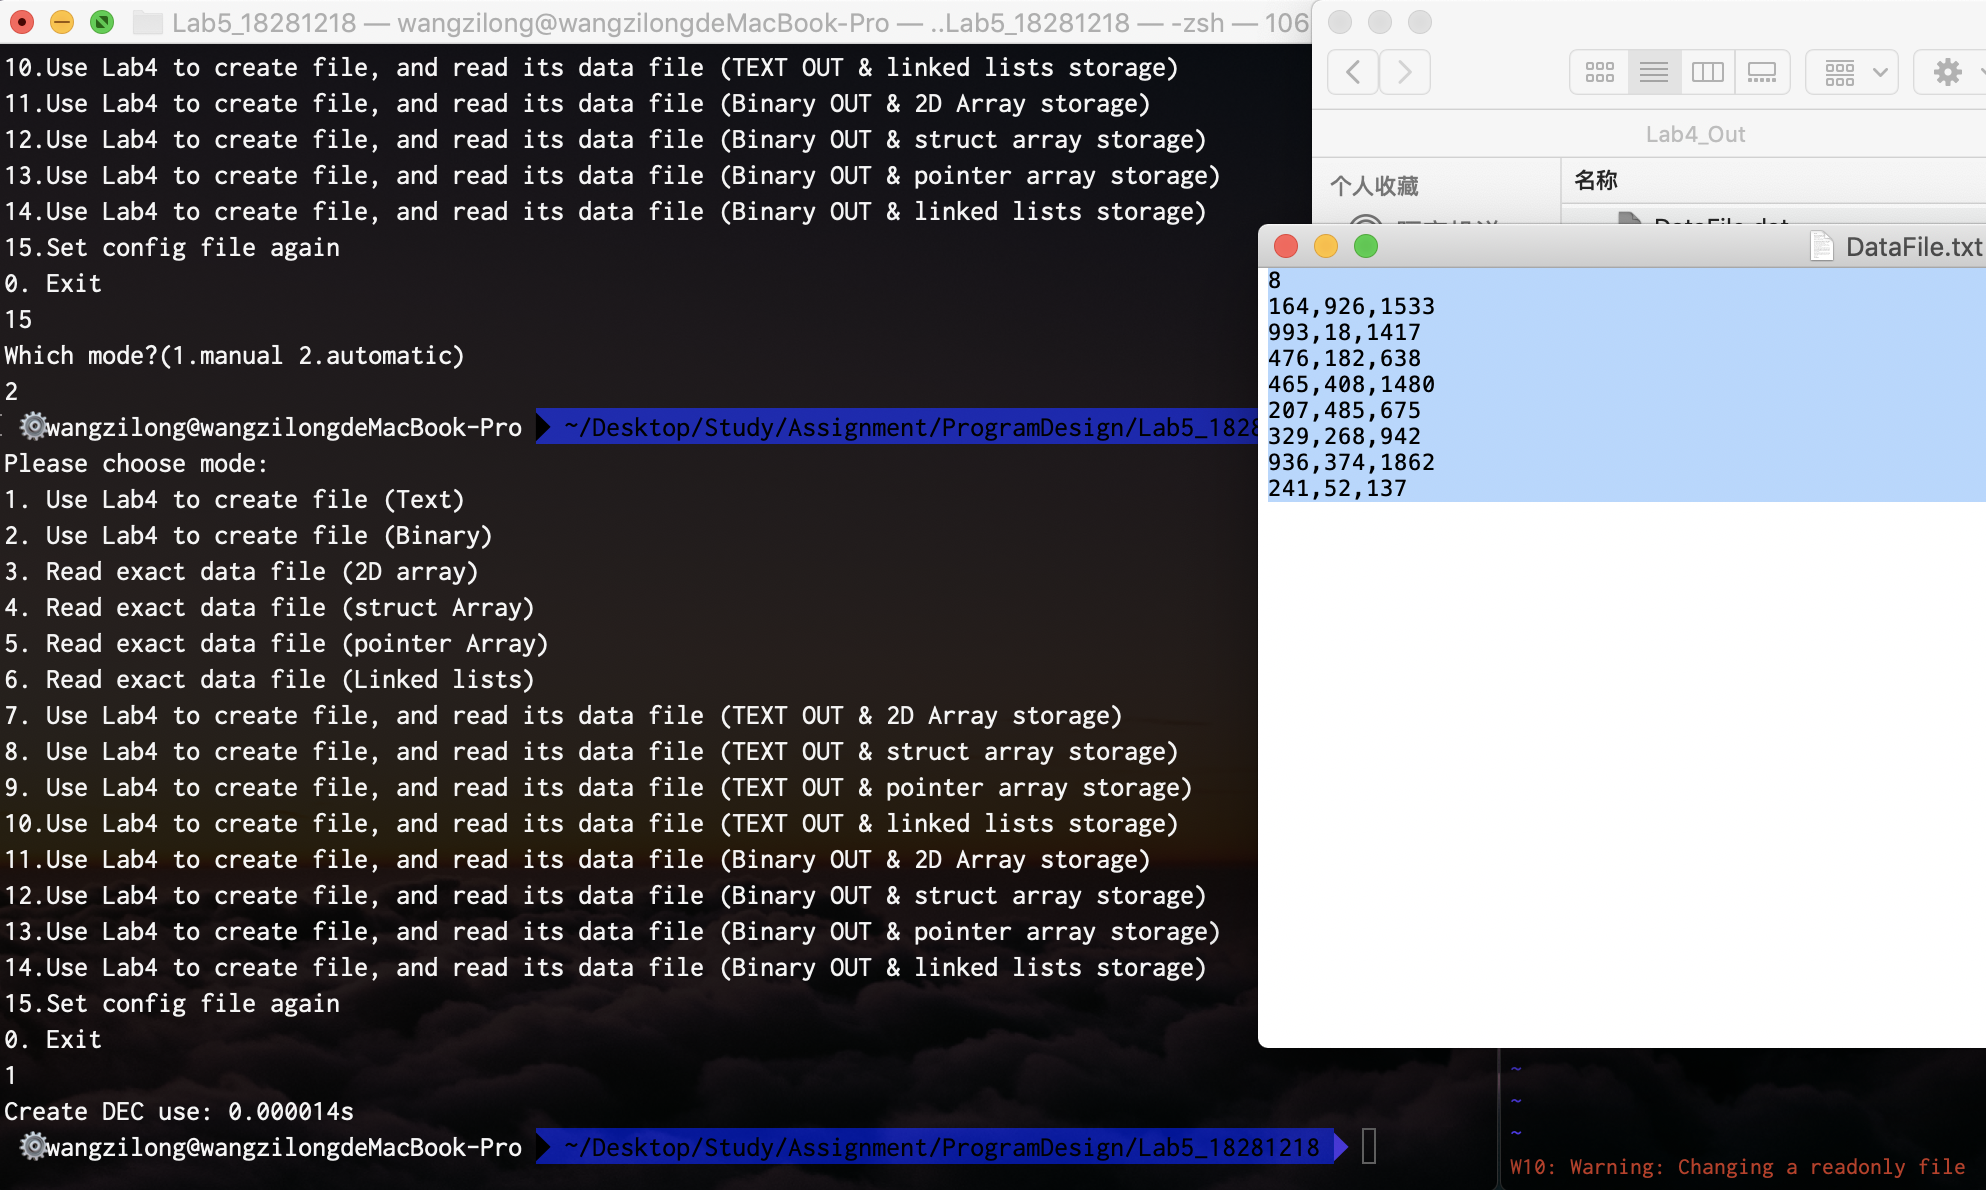 Lab5_18281218 — wangzilong@wangzilongdeMacBook-Pro — ..Lab5_18281218 — -zsh — 106
10.Use Lab4 to create file, and read its data file (TEXT OUT & linked lists storage)
11.Use Lab4 to create file, and read its data file (Binary OUT & 2D Array storage)
12.Use Lab4 to create file, and read its data file (Binary OUT & struct array storage)
13.Use Lab4 to create file, and read its data file (Binary OUT & pointer array storage)
14.Use Lab4 to create file, and read its data file (Binary OUT & linked lists storage)
15.Set config file again
0. Exit
15
Which mode?(1.manual 2.automatic)
2
wangzilong@wangzilongdeMacBook-Pro ~/Desktop/Study/Assignment/ProgramDesign/Lab5_1828
Please choose mode:
1. Use Lab4 to create file (Text)
2. Use Lab4 to create file (Binary)
3. Read exact data file (2D array)
4. Read exact data file (struct Array)
5. Read exact data file (pointer Array)
6. Read exact data file (Linked lists)
7. Use Lab4 to create file, and read its data file (TEXT OUT & 2D Array storage)
8. Use Lab4 to create file, and read its data file (TEXT OUT & struct array storage)
9. Use Lab4 to create file, and read its data file (TEXT OUT & pointer array storage)
10.Use Lab4 to create file, and read its data file (TEXT OUT & linked lists storage)
11.Use Lab4 to create file, and read its data file (Binary OUT & 2D Array storage)
12.Use Lab4 to create file, and read its data file (Binary OUT & struct array storage)
13.Use Lab4 to create file, and read its data file (Binary OUT & pointer array storage)
14.Use Lab4 to create file, and read its data file (Binary OUT & linked lists storage)
15.Set config file again
0. Exit
1
Create DEC use: 0.000014s
wangzilong@wangzilongdeMacBook-Pro ~/Desktop/Study/Assignment/ProgramDesign/Lab5_18281218
Lab4_Out
个人收藏
名称
DataFile.dat
DataFile.txt
8
164,926,1533
993,18,1417
476,182,638
465,408,1480
207,485,675
329,268,942
936,374,1862
241,52,137
~
~
~
W10: Warning: Changing a readonly file